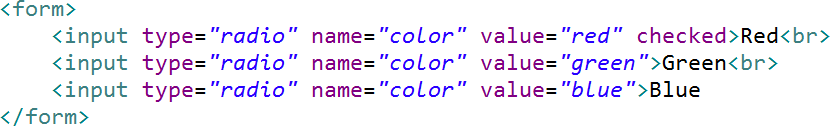 <form>
    <input type="radio" name="color" value="red" checked>Red<br>
    <input type="radio" name="color" value="green">Green<br>
    <input type="radio" name="color" value="blue">Blue
</form>